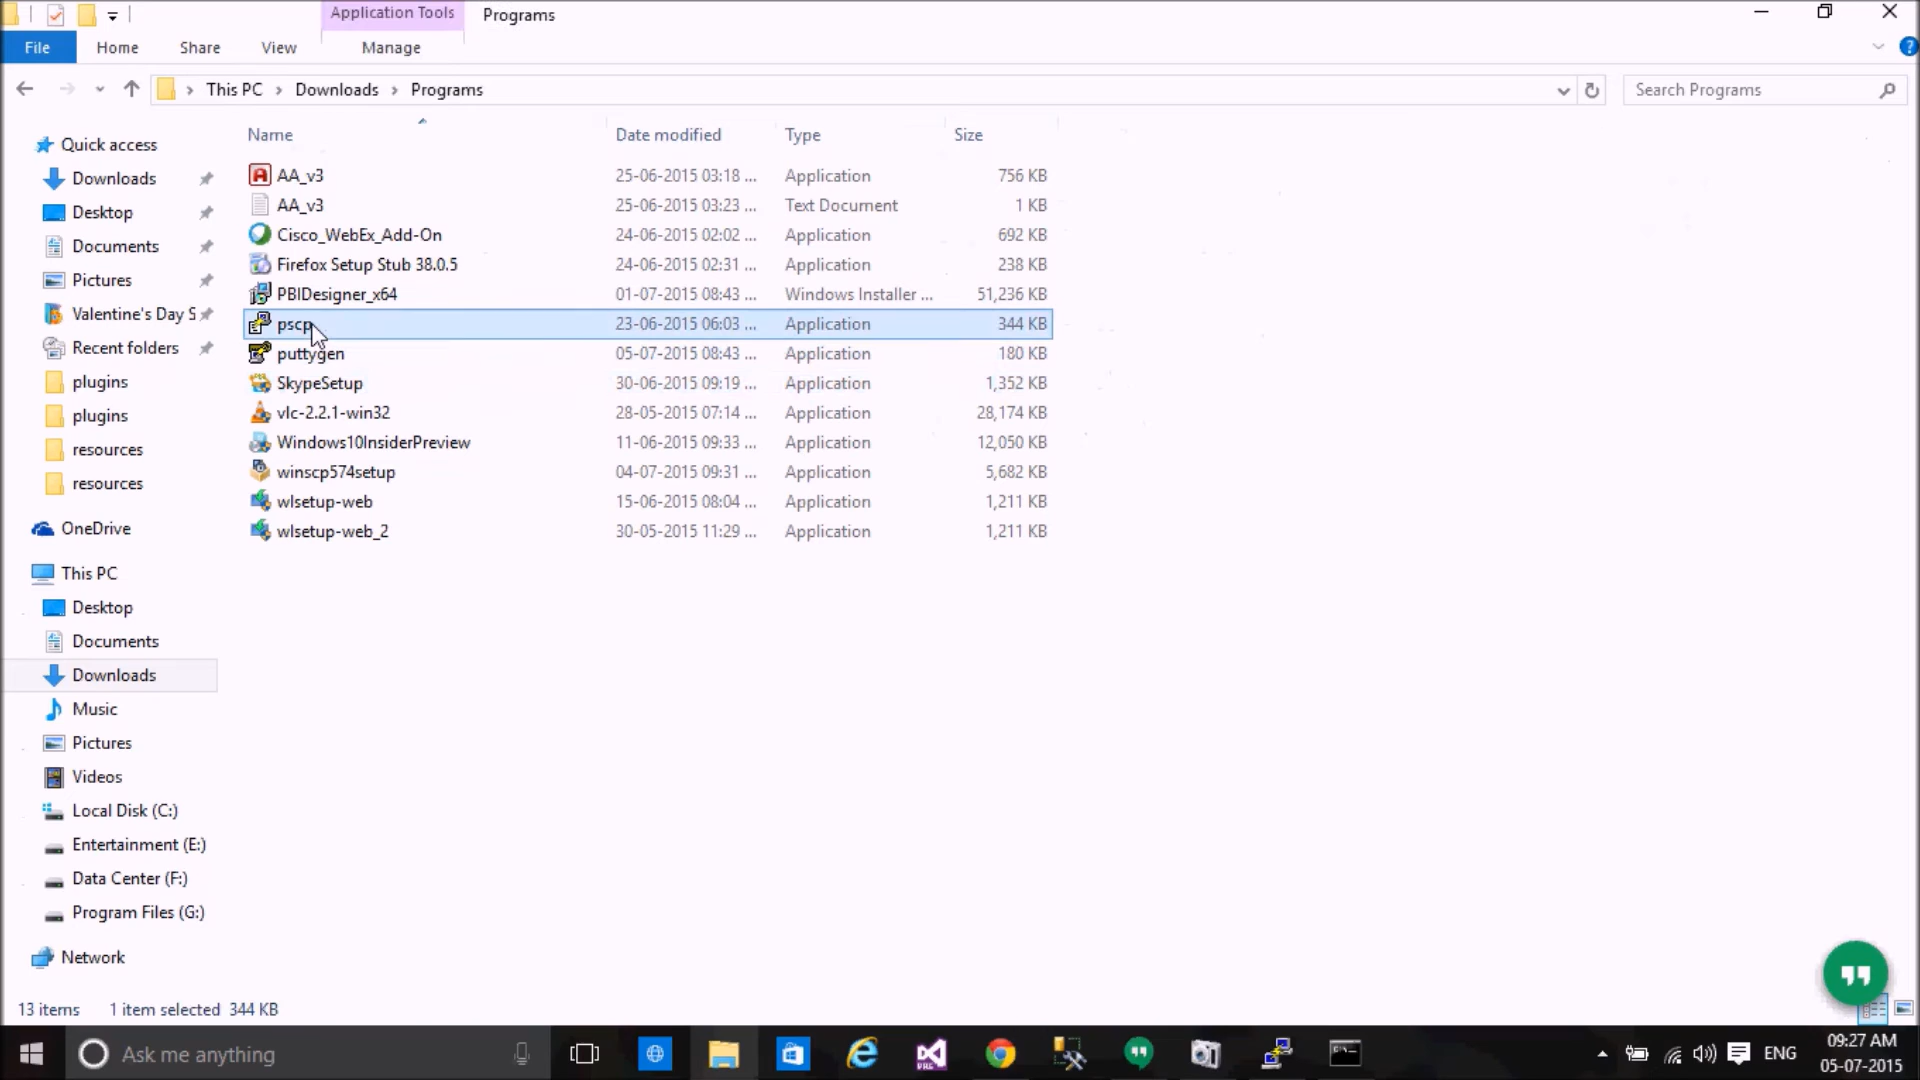 Application Tools Programs
File Home Share View Manage
This PC Downloads Programs Search Programs
Name Date modified Type Size
Quick access
Downloads
Desktop
Documents
Pictures
Valentine's Day S
Recent folders
plugins
plugins
resources
resources
OneDrive
This PC
Desktop
Documents
Downloads
Music
Pictures
Videos
Local Disk (C:)
Entertainment (E:)
Data Center (F:)
Program Files (G:)
Network
AA_v3 25-06-2015 03:18 ... Application 756 KB
AA_v3 25-06-2015 03:23 ... Text Document 1 KB
Cisco_WebEx_Add-On 24-06-2015 02:02 ... Application 692 KB
Firefox Setup Stub 38.0.5 24-06-2015 02:31 ... Application 238 KB
PBIDesigner_x64 01-07-2015 08:43 ... Windows Installer ... 51,236 KB
pscp 23-06-2015 06:03 ... Application 344 KB
puttygen 05-07-2015 08:43 ... Application 180 KB
SkypeSetup 30-06-2015 09:19 ... Application 1,352 KB
vlc-2.2.1-win32 28-05-2015 07:14 ... Application 28,174 KB
Windows10InsiderPreview 11-06-2015 09:33 ... Application 12,050 KB
winscp574setup 04-07-2015 09:31 ... Application 5,682 KB
wlsetup-web 15-06-2015 08:04 ... Application 1,211 KB
wlsetup-web_2 30-05-2015 11:29 ... Application 1,211 KB
13 items 1 item selected 344 KB
Ask me anything ENG 09:27 AM
05-07-2015